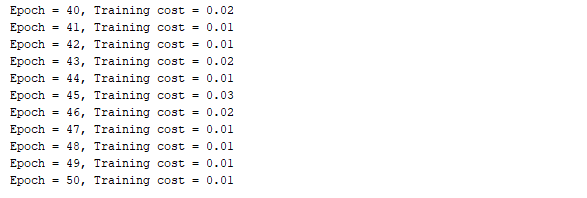 Epoch = 40, Training cost = 0.02
Epoch = 41, Training cost = 0.01
Epoch = 42, Training cost = 0.01
Epoch = 43, Training cost = 0.02
Epoch = 44, Training cost = 0.01
Epoch = 45, Training cost = 0.03
Epoch = 46, Training cost = 0.02
Epoch = 47, Training cost = 0.01
Epoch = 48, Training cost = 0.01
Epoch = 49, Training cost = 0.01
Epoch = 50, Training cost = 0.01